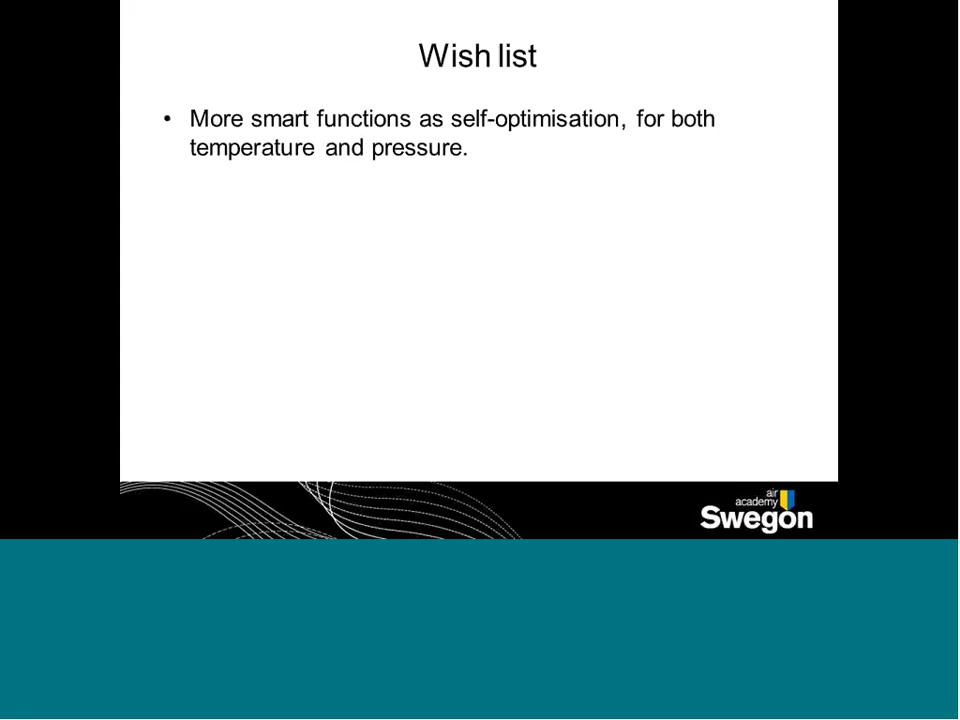 Wish list
• More smart functions as self-optimisation, for both
temperature and pressure.
air
academy
Swegon